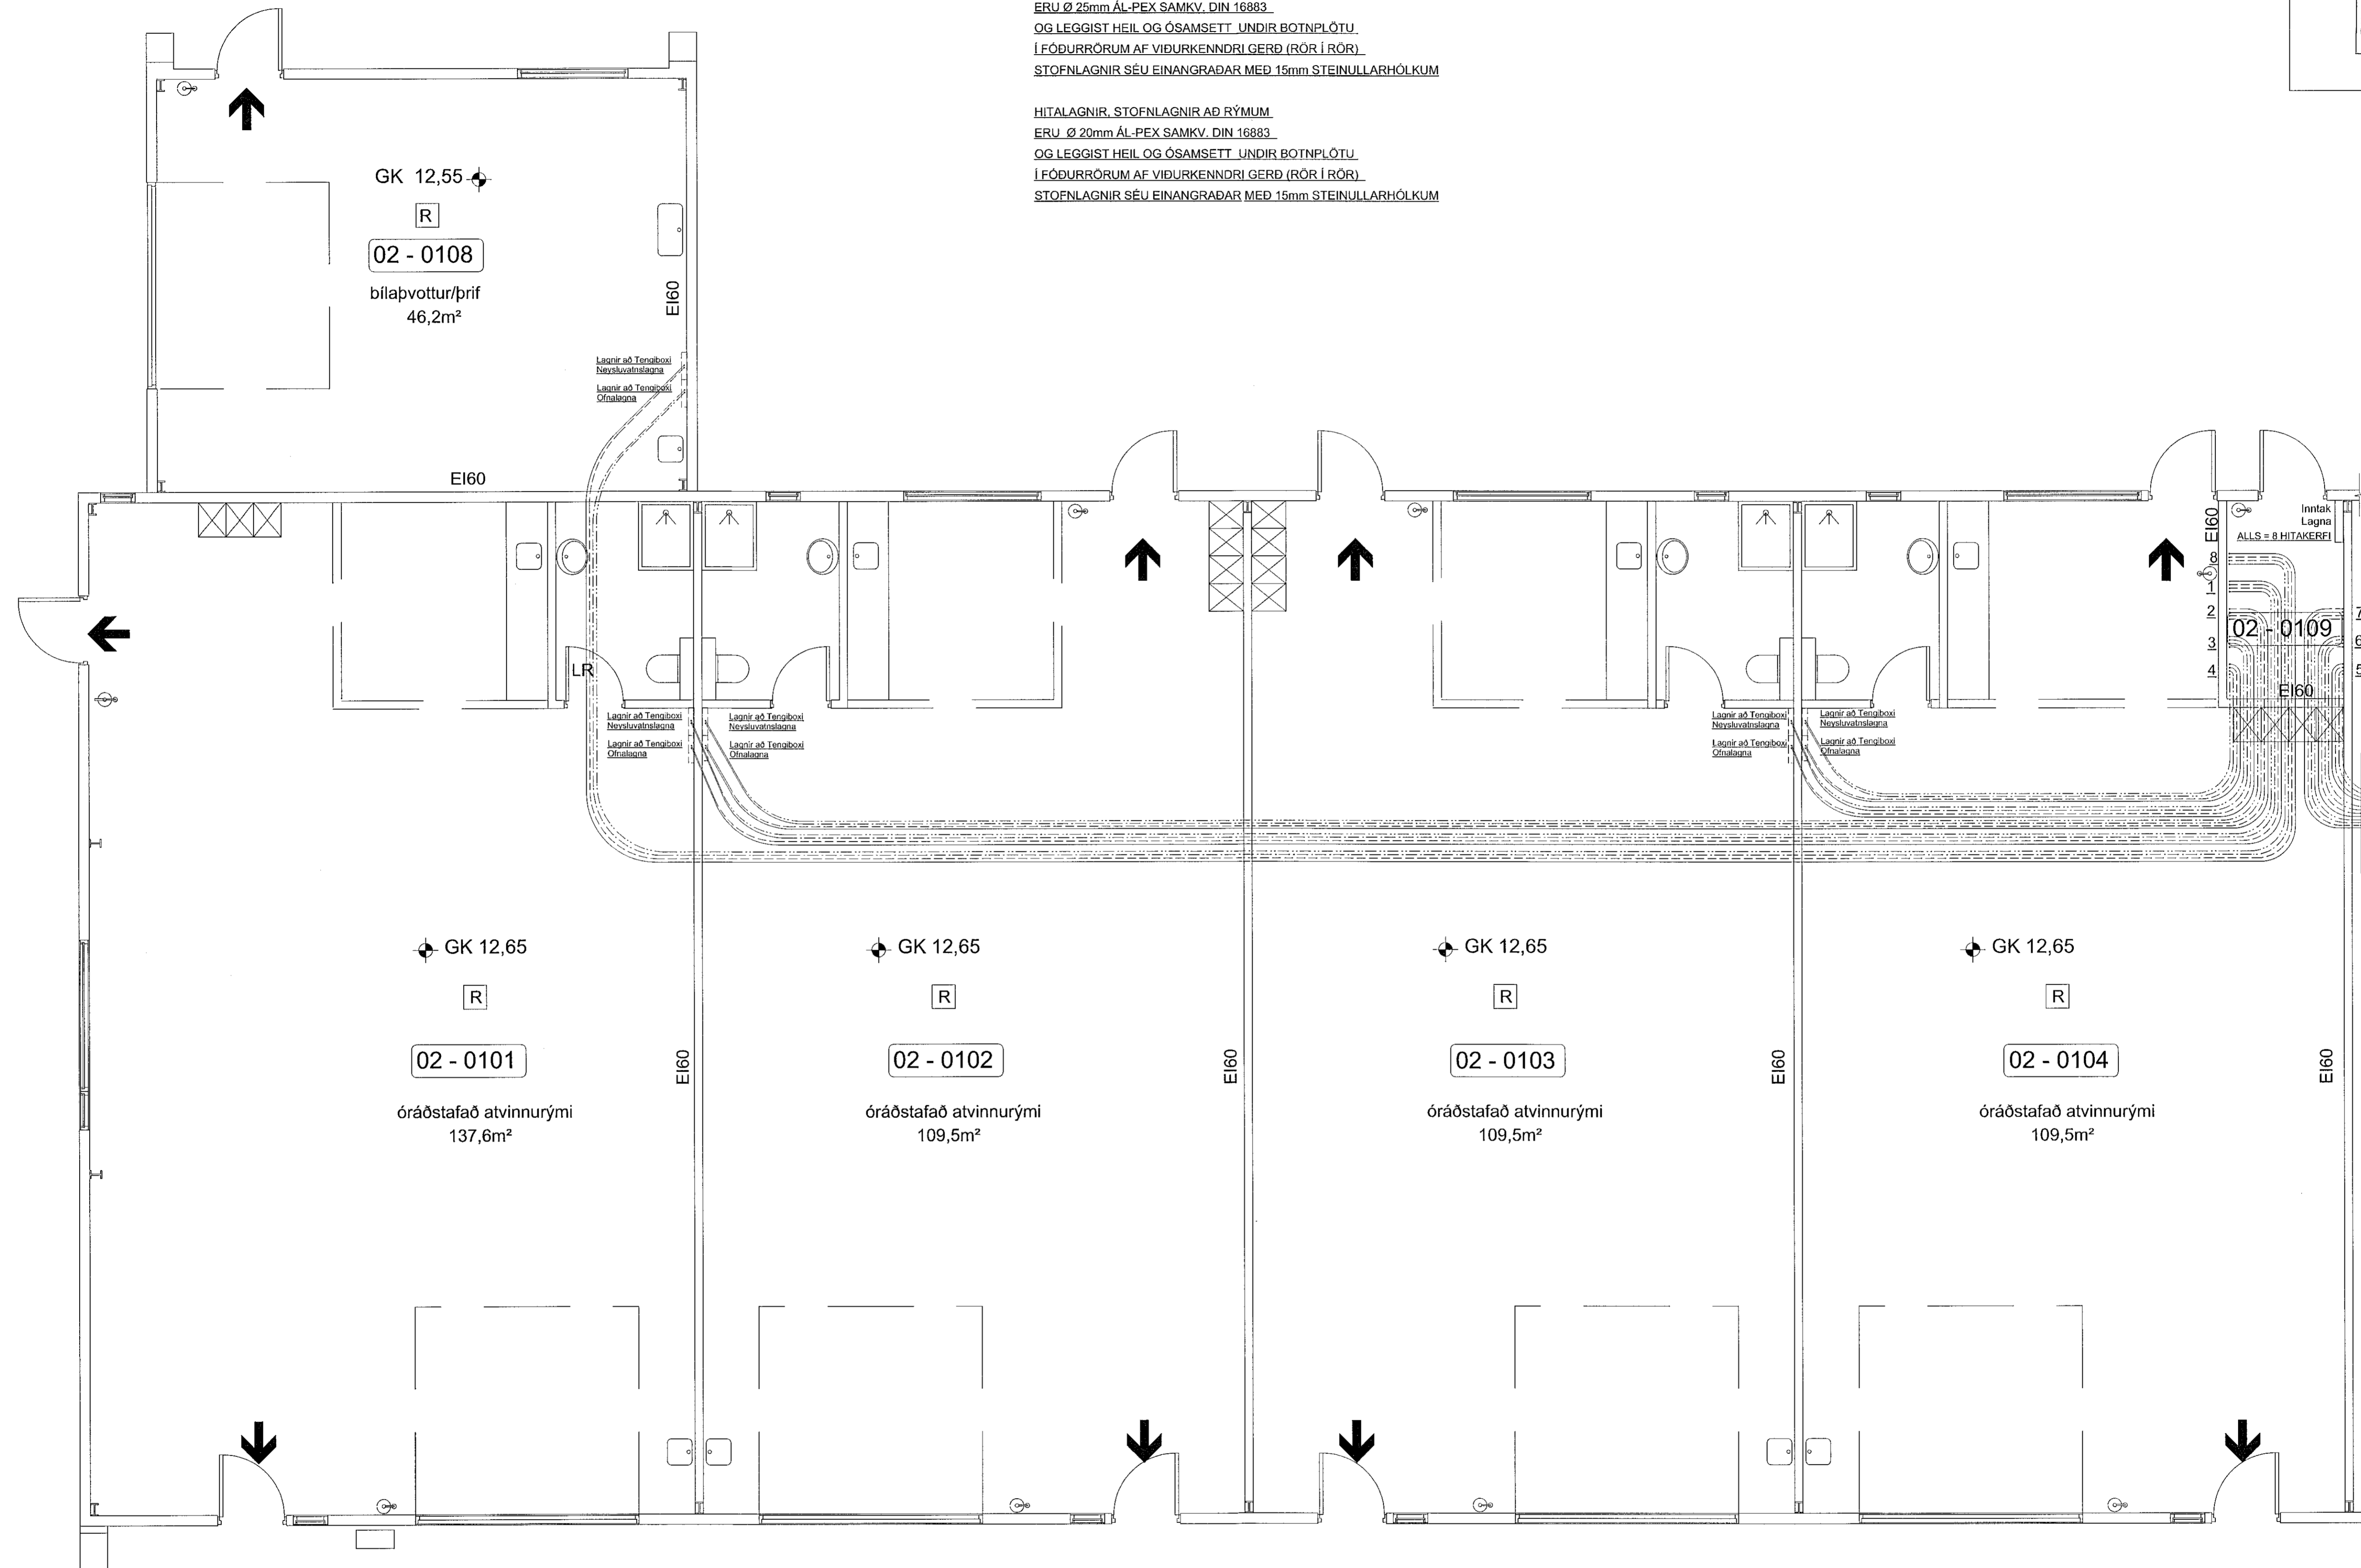 ERU Ø 25mm ÁL-PEX SAMKV. DIN 16883
OG LEGGIST HEIL OG ÓSAMSETT UNDIR BOTNPLÖTU
Í FÓÐURRÖRUM AF VIÐURKENNDRI GERÐ (RÖR Í RÖR)
STOFNLAGNIR SÉU EINANGRAÐAR MEÐ 15mm STEINULLARHÓLKUM
HITALAGNIR, STOFNLAGNIR AÐ RÝMUM
ERU Ø 20mm ÁL-PEX SAMKV. DIN 16883
OG LEGGIST HEIL OG ÓSAMSETT UNDIR BOTNPLÖTU
Í FÓÐURRÖRUM AF VIÐURKENNDRI GERÐ (RÖR Í RÖR)
STOFNLAGNIR SÉU EINANGRAÐAR MEÐ 15mm STEINULLARHÓLKUM
GK 12,55
R
02 - 0108
bílaþvottur/þrif
46,2m²
EI60
Lagnir að Tengiboxi
Neysluvatnslagna
Lagnir að Tengiboxi
Ofnalagna
EI60
Inntak
Lagna
ALLS = 8 HITAKERFI
EI60
8
1
2
3
4
02 - 0109
7
6
5
EI60
LR
Lagnir að Tengiboxi
Neysluvatnslagna
Lagnir að Tengiboxi
Ofnalagna
Lagnir að Tengiboxi
Neysluvatnslagna
Lagnir að Tengiboxi
Ofnalagna
Lagnir að Tengiboxi
Neysluvatnslagna
Lagnir að Tengiboxi
Ofnalagna
Lagnir að Tengiboxi
Neysluvatnslagna
Lagnir að Tengiboxi
Ofnalagna
GK 12,65
R
02 - 0101
óráðstafað atvinnurými
137,6m²
EI60
GK 12,65
R
02 - 0102
óráðstafað atvinnurými
109,5m²
EI60
GK 12,65
R
02 - 0103
óráðstafað atvinnurými
109,5m²
EI60
GK 12,65
R
02 - 0104
óráðstafað atvinnurými
109,5m²
EI60